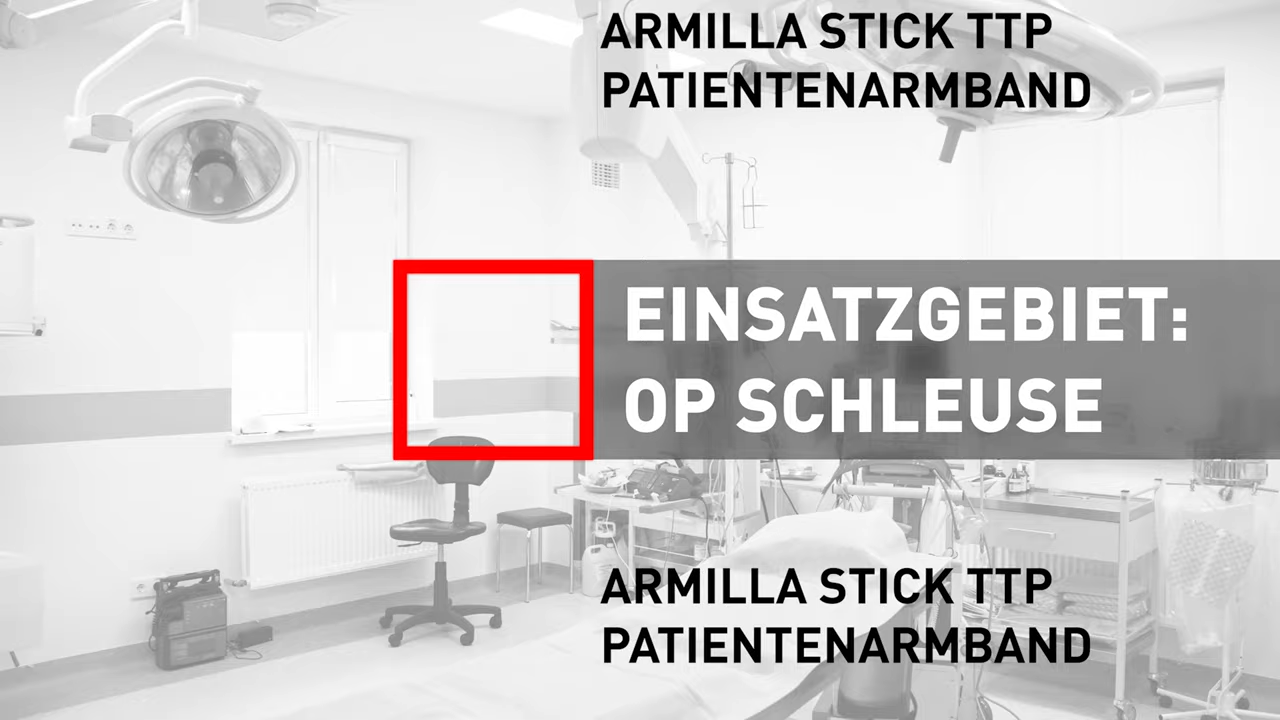 ARMILLA STICK TTP
PATIENTENARMBAND
EINSATZGEBIET:
OP SCHLEUSE
ARMILLA STICK TTP
PATIENTENARMBAND